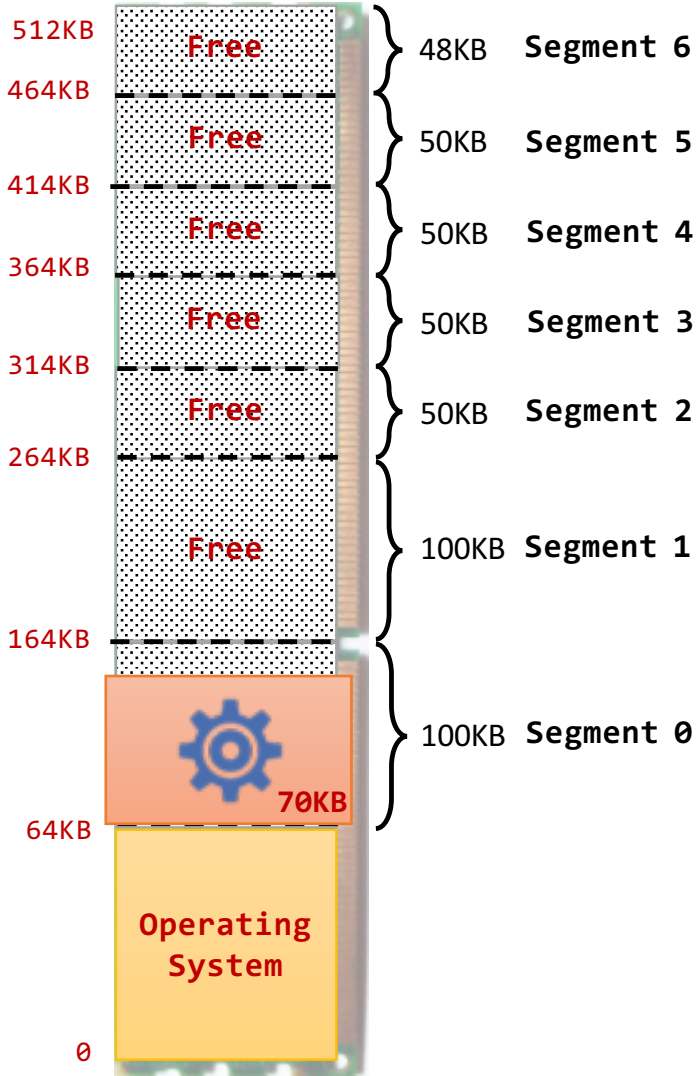 512KB
Free
48KB Segment 6
464KB
Free
50KB Segment 5
414KB
Free
50KB Segment 4
364KB
Free
50KB Segment 3
314KB
Free
50KB Segment 2
264KB
Free
100KB Segment 1
164KB
100KB Segment 0
70KB
64KB
Operating
System
0